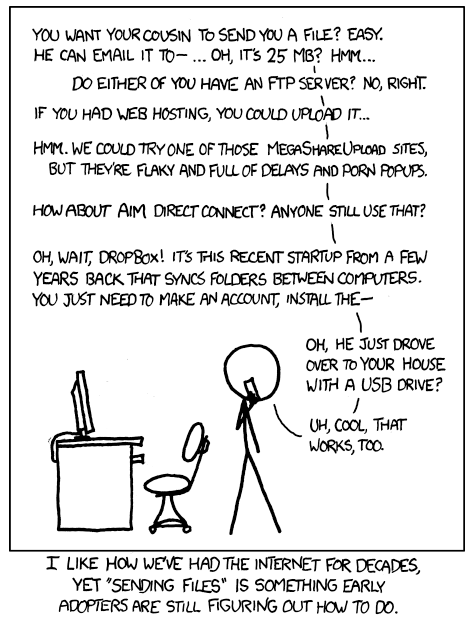 YOU WANT YOUR COUSIN TO SEND YOU A FILE? EASY.
HE CAN EMAIL IT TO— ... OH, IT'S 25 MB? HMM...
DO EITHER OF YOU HAVE AN FTP SERVER? NO, RIGHT.
IF YOU HAD WEB HOSTING, YOU COULD UPLOAD IT...
HMM. WE COULD TRY ONE OF THOSE MEGASHAREUPLOAD SITES,
BUT THEY'RE FLAKY AND FULL OF DELAYS AND PORN POPUPS.
HOW ABOUT AIM DIRECT CONNECT? ANYONE STILL USE THAT?
OH, WAIT, DROPBOX! IT'S THIS RECENT STARTUP FROM A FEW
YEARS BACK THAT SYNCS FOLDERS BETWEEN COMPUTERS.
YOU JUST NEED TO MAKE AN ACCOUNT, INSTALL THE—
OH, HE JUST DROVE
OVER TO YOUR HOUSE
WITH A USB DRIVE?
UH, COOL, THAT
WORKS, TOO.
I LIKE HOW WE'VE HAD THE INTERNET FOR DECADES,
YET "SENDING FILES" IS SOMETHING EARLY
ADOPTERS ARE STILL FIGURING OUT HOW TO DO.